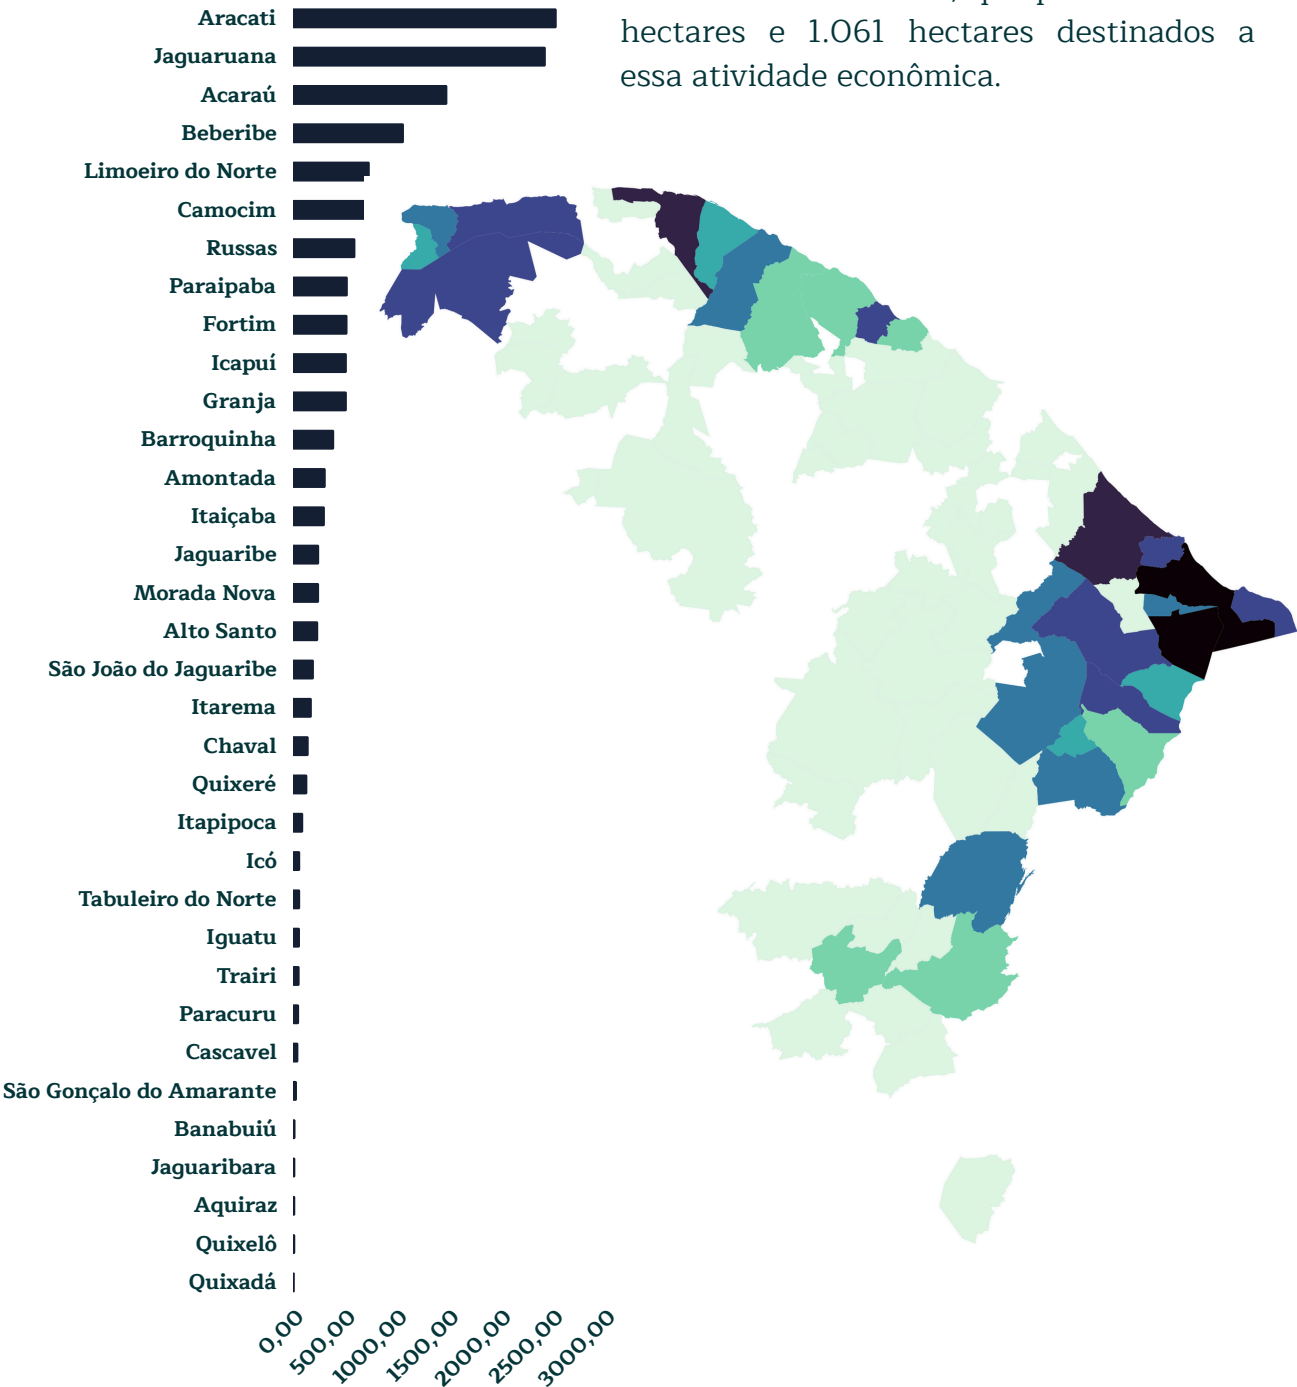 hectares e 1.061 hectares destinados a
essa atividade econômica.
Aracati
Jaguaruana
Acaraú
Beberibe
Limoeiro do Norte
Camocim
Russas
Paraipaba
Fortim
Icapuí
Granja
Barroquinha
Amontada
Itaiçaba
Jaguaribe
Morada Nova
Alto Santo
São João do Jaguaribe
Itarema
Chaval
Quixeré
Itapipoca
Icó
Tabuleiro do Norte
Iguatu
Trairi
Paracuru
Cascavel
São Gonçalo do Amarante
Banabuiú
Jaguaribara
Aquiraz
Quixelô
Quixadá
0,00
500,00
1000,00
1500,00
2000,00
2500,00
3000,00